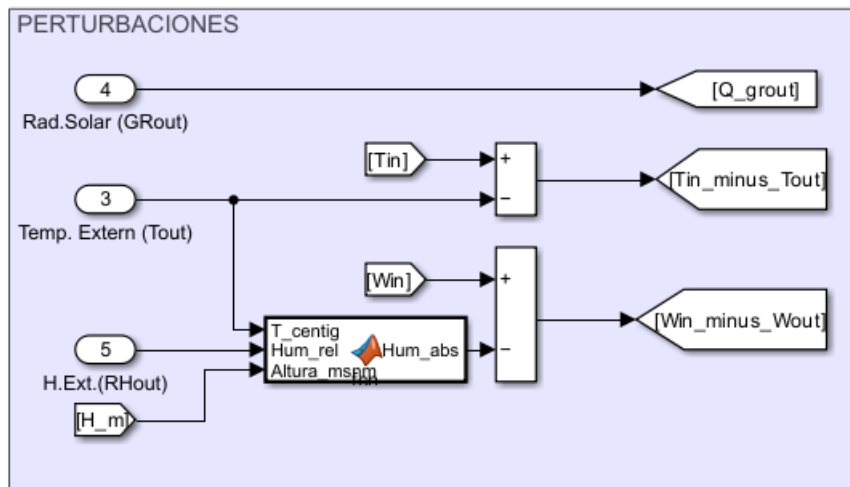 PERTURBACIONES
4
[Q_grout]
Rad.Solar (GRout)
[Tin]
+
3
−
[Tin_minus_Tout]
Temp. Extern (Tout)
[Win]
+
[Win_minus_Wout]
T_centig
5
Hum_rel
Hum_abs
−
Altura_msnm
H.Ext.(RHout)
[H_m]